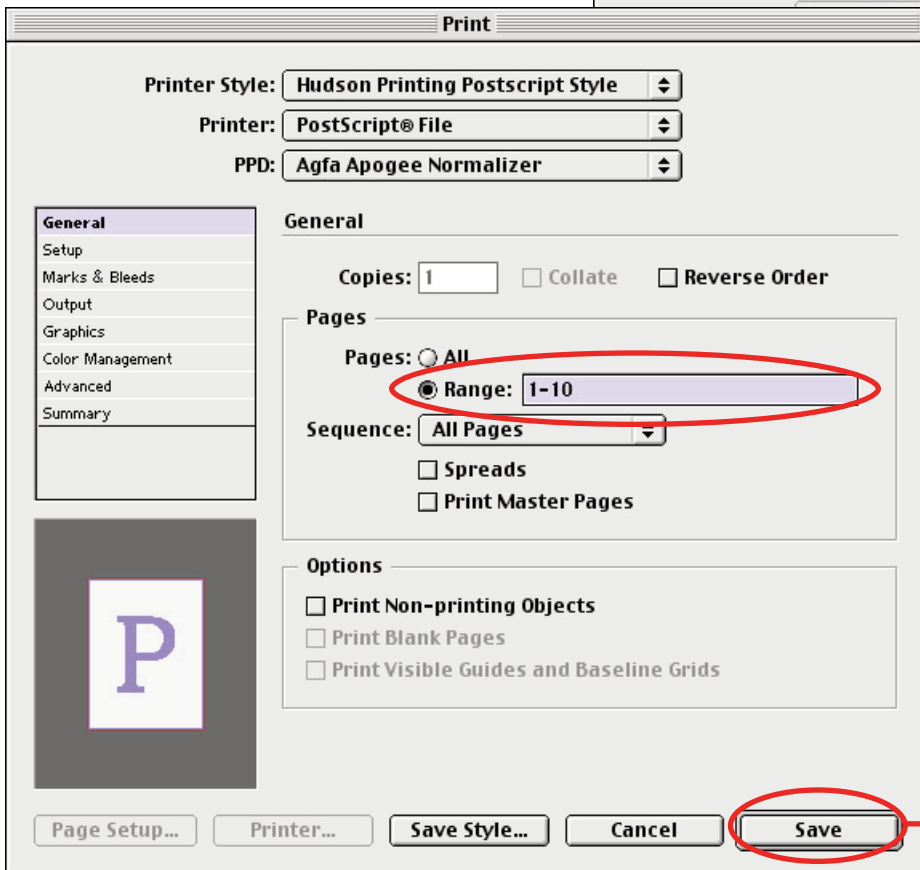 Print
Printer Style: Hudson Printing Postscript Style
Printer: PostScript® File
PPD: Agfa Apogee Normalizer
General
Setup
Marks & Bleeds
Output
Graphics
Color Management
Advanced
Summary
General
Copies: 1 Collate Reverse Order
Pages
Pages: All
Range: 1-10
Sequence: All Pages
Spreads
Print Master Pages
Options
Print Non-printing Objects
Print Blank Pages
Print Visible Guides and Baseline Grids
P
Page Setup... Printer... Save Style... Cancel Save